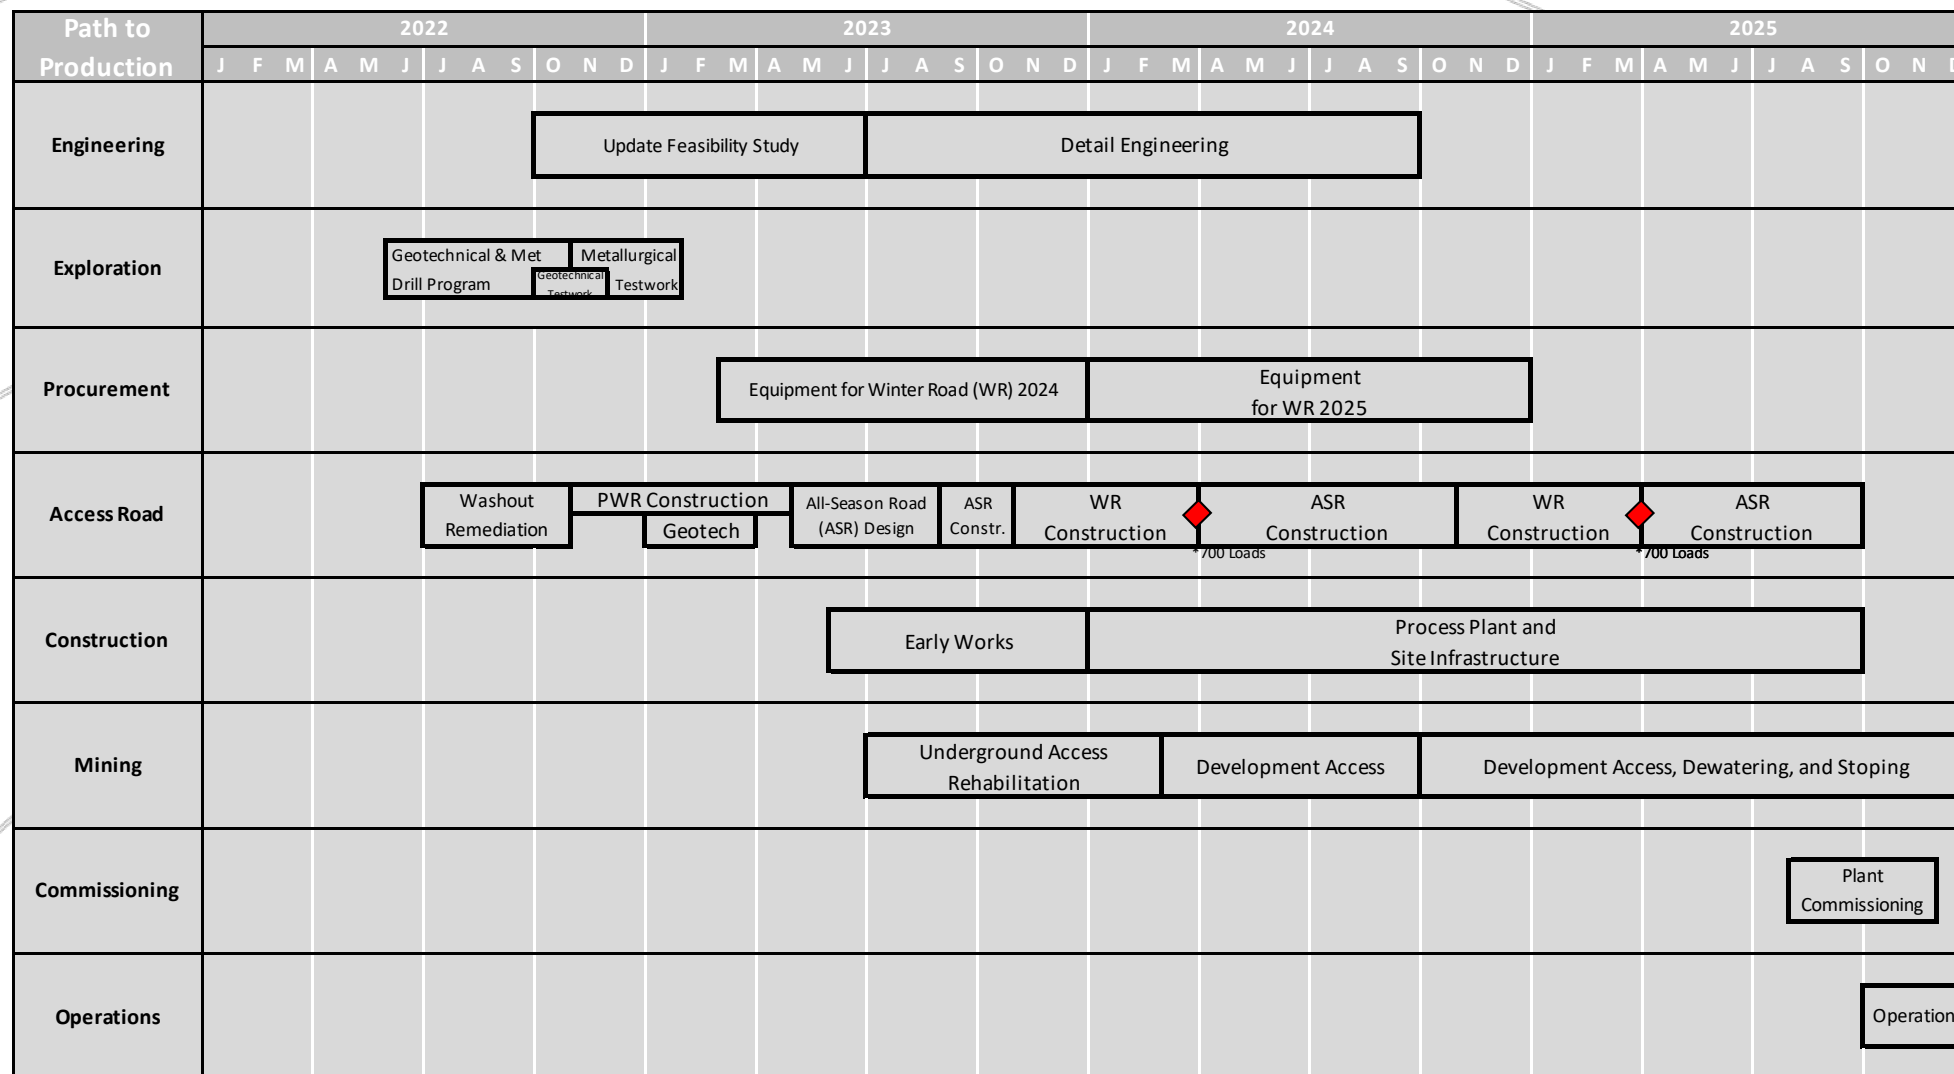 Path to
Production
2022 2023 2024 2025
J F M A M J J A S O N D J F M A M J J A S O N D J F M A M J J A S O N D J F M A M J J A S O N D
Engineering
Update Feasibility Study
Detail Engineering
Exploration
Geotechnical & Met
Drill Program
Geotechnical
Testwork
Metallurgical
Testwork
Procurement
Equipment for Winter Road (WR) 2024
Equipment
for WR 2025
Access Road
Washout
Remediation
PWR Construction
Geotech
All-Season Road
(ASR) Design
ASR
Constr.
WR
Construction
*700 Loads
ASR
Construction
WR
Construction
*700 Loads
ASR
Construction
Construction
Early Works
Process Plant and
Site Infrastructure
Mining
Underground Access
Rehabilitation
Development Access
Development Access, Dewatering, and Stoping
Commissioning
Plant
Commissioning
Operations
Operation